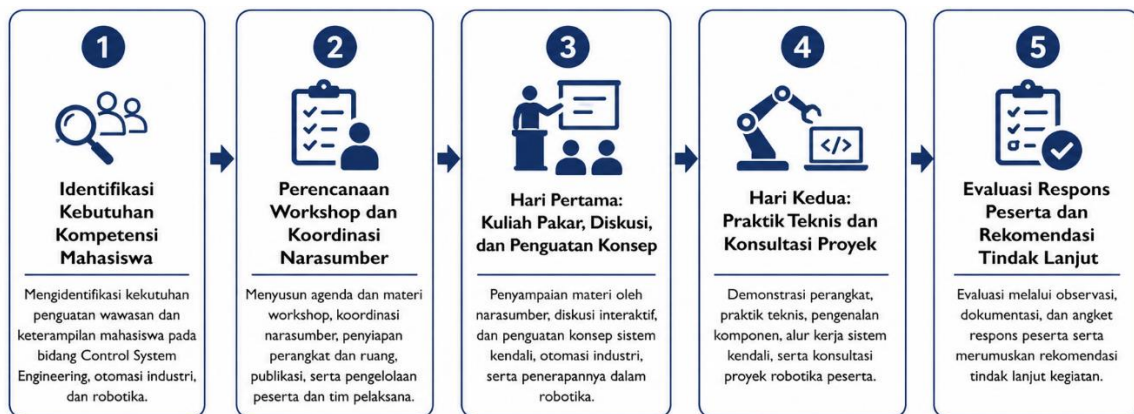 1
Identifikasi
Kebutuhan
Kompetensi
Mahasiswa
Mengidentifikasi kekutuhan
penguatan wawasan dan
keterampilan mahasiswa pada
bidang Control System
Engineering, otomasi industri,
dan robotika.
2
Perencanaan
Workshop dan
Koordinasi
Narasumber
Menyusun agenda dan materi
workshop, koordinasi
narasumber, penyiapan
perangkat dan ruang,
publikasi, serta pengelolaan
peserta dan tim pelaksana.
3
Hari Pertama:
Kuliah Pakar, Diskusi,
dan Penguatan Konsep
Penyampaian materi oleh
narasumber, diskusi interaktif,
dan penguatan konsep sistem
kendali, otomasi industri,
serta penerapannya dalam
robotika.
4
</>
Hari Kedua:
Praktik Teknis dan
Konsultasi Proyek
Demonstrasi perangkat,
praktik teknis, pengenalan
komponen, alur kerja sistem
kendali, serta konsultasi
proyek robotika peserta.
5
Evaluasi Respons
Peserta dan
Rekomendasi
Tindak Lanjut
Evaluasi melalui observasi,
dokumentasi, dan angket
respons peserta serta
merumuskan rekomendasi
tindak lanjut kegiatan.